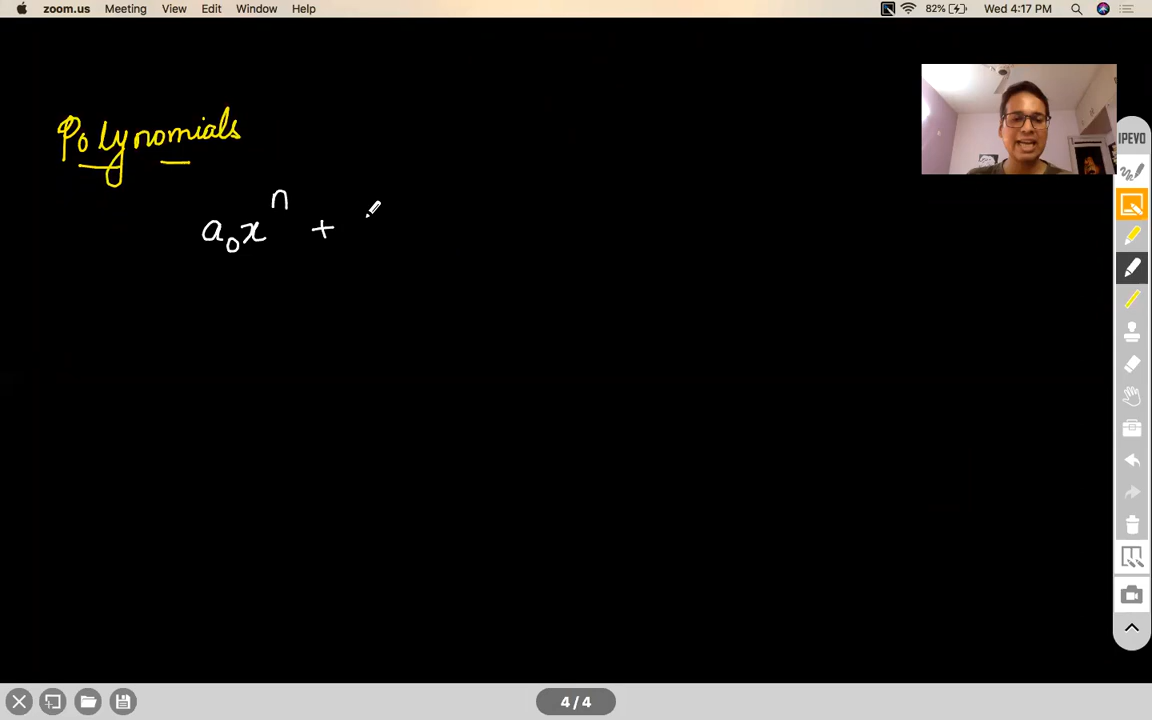 zoom.us Meeting View Edit Window Help 82% Wed 4:17 PM
IPEVO
Polynomials
a₀xⁿ +
4 / 4